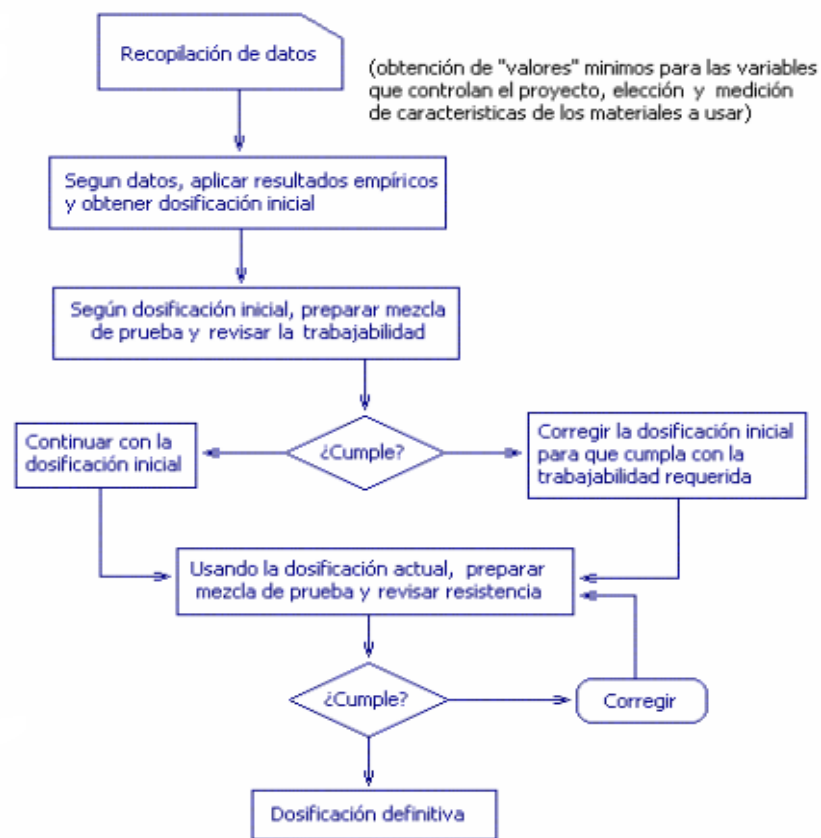 Recopilación de datos
(obtención de "valores" minimos para las variables
que controlan el proyecto, elección y medición
de caracteristicas de los materiales a usar)
Segun datos, aplicar resultados empíricos
y obtener dosificación inicial
Según dosificación inicial, preparar mezcla
de prueba y revisar la trabajabilidad
¿Cumple?
Continuar con la
dosificación inicial
Corregir la dosificación inicial
para que cumpla con la
trabajabilidad requerida
Usando la dosificación actual, preparar
mezcla de prueba y revisar resistencia
¿Cumple?
Corregir
Dosificación definitiva